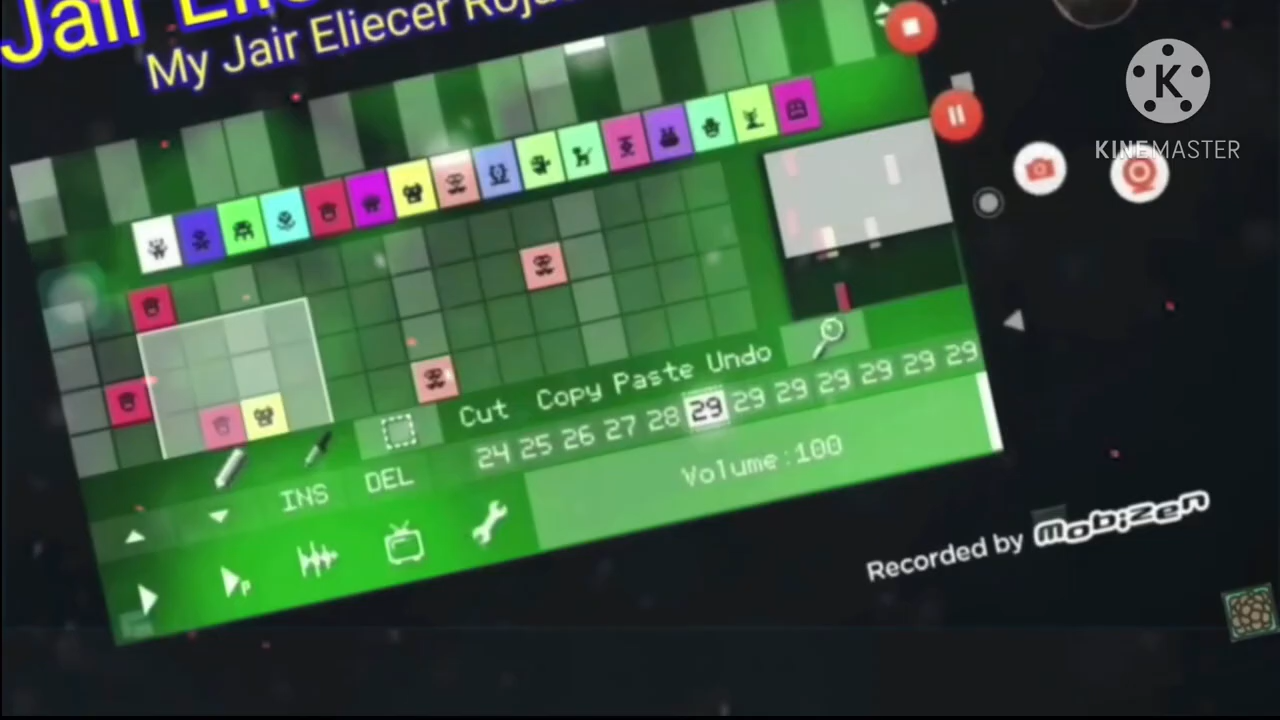 Jair
My Jair Eliecer
KINEMASTER
Cut Copy Paste Undo
24 25 26 27 28 29 29 29 29 29 29
INS DEL
Volume:100
P
Recorded by Mobizen